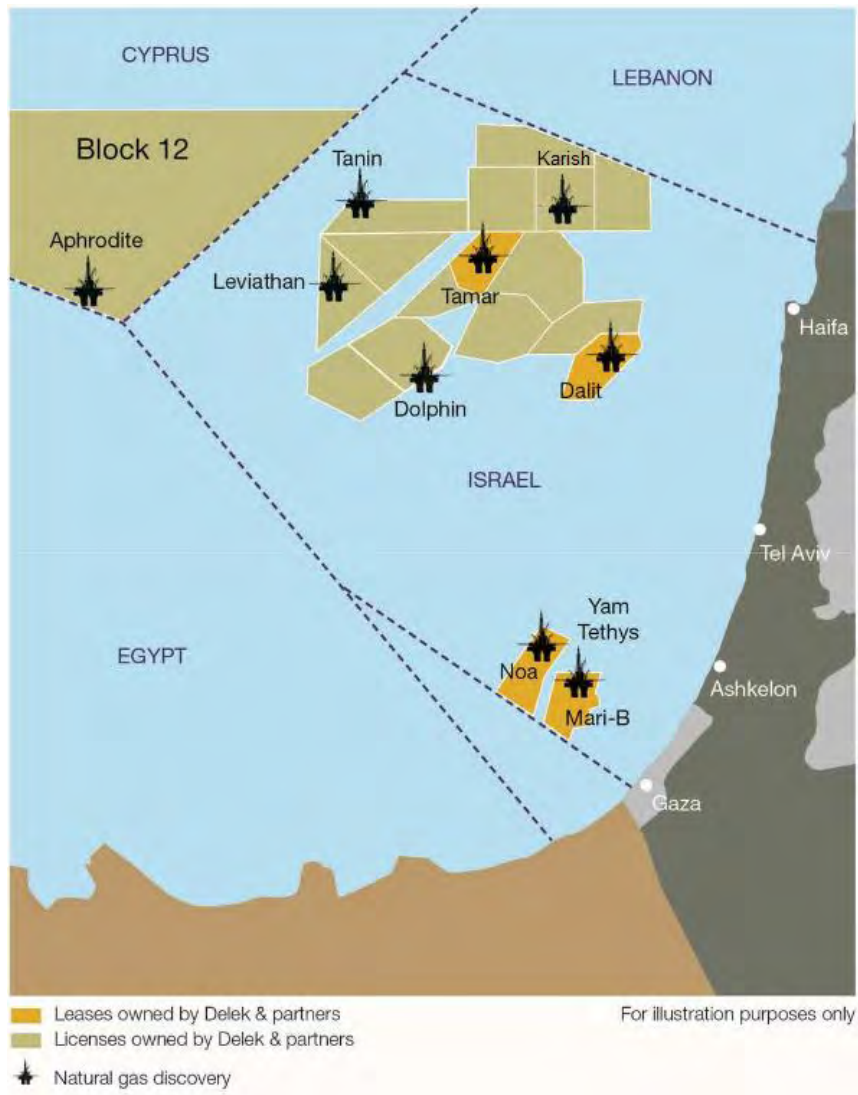 CYPRUS
LEBANON
Block 12
Tanin
Karish
Aphrodite
Leviathan
Tamar
Haifa
Dalit
Dolphin
ISRAEL
Tel Aviv
Yam
Tethys
EGYPT
Noa
Ashkelon
Mari-B
Gaza
Leases owned by Delek & partners
For illustration purposes only
Licenses owned by Delek & partners
Natural gas discovery